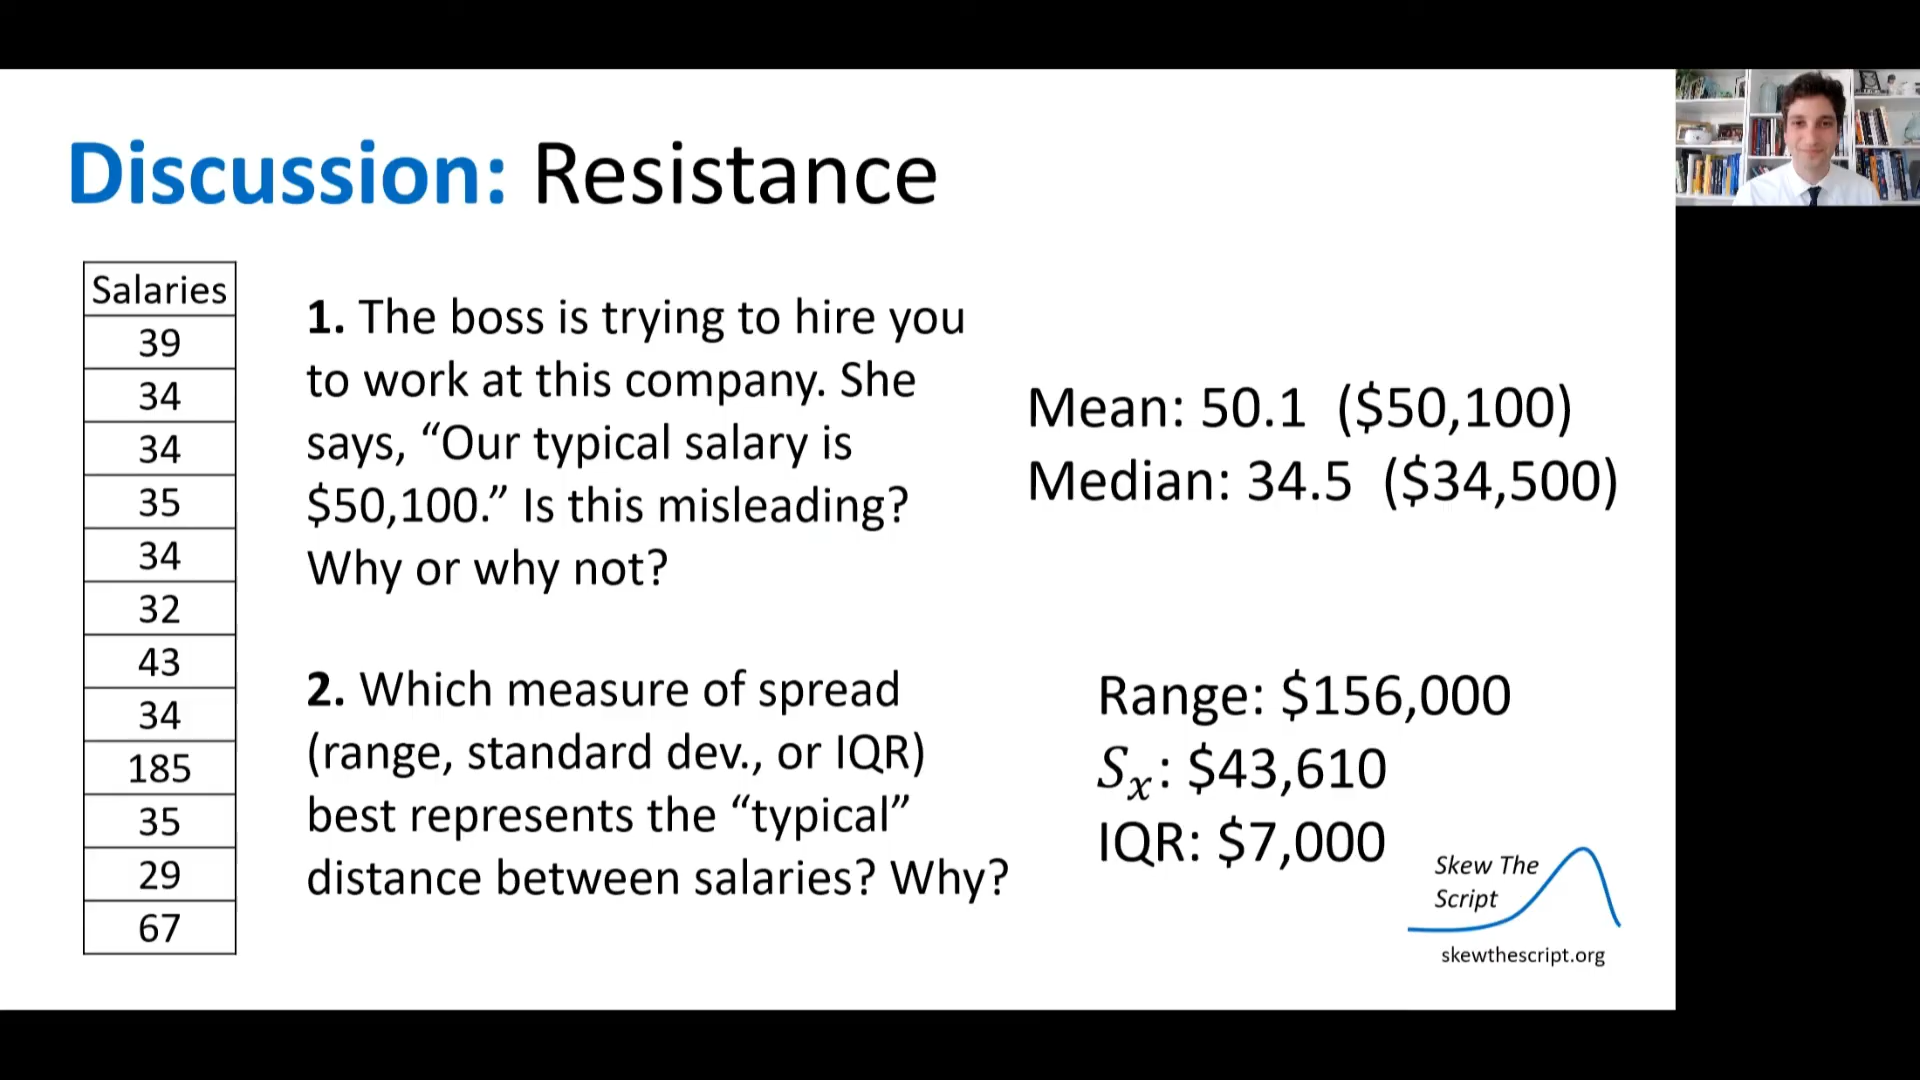 Discussion: Resistance
Salaries
39
34
34
35
34
32
43
34
185
35
29
67
1. The boss is trying to hire you
to work at this company. She
says, “Our typical salary is
$50,100.” Is this misleading?
Why or why not?
Mean: 50.1 ($50,100)
Median: 34.5 ($34,500)
2. Which measure of spread
(range, standard dev., or IQR)
best represents the “typical”
distance between salaries? Why?
Range: $156,000
Sx: $43,610
IQR: $7,000
Skew The
Script
skewthescript.org